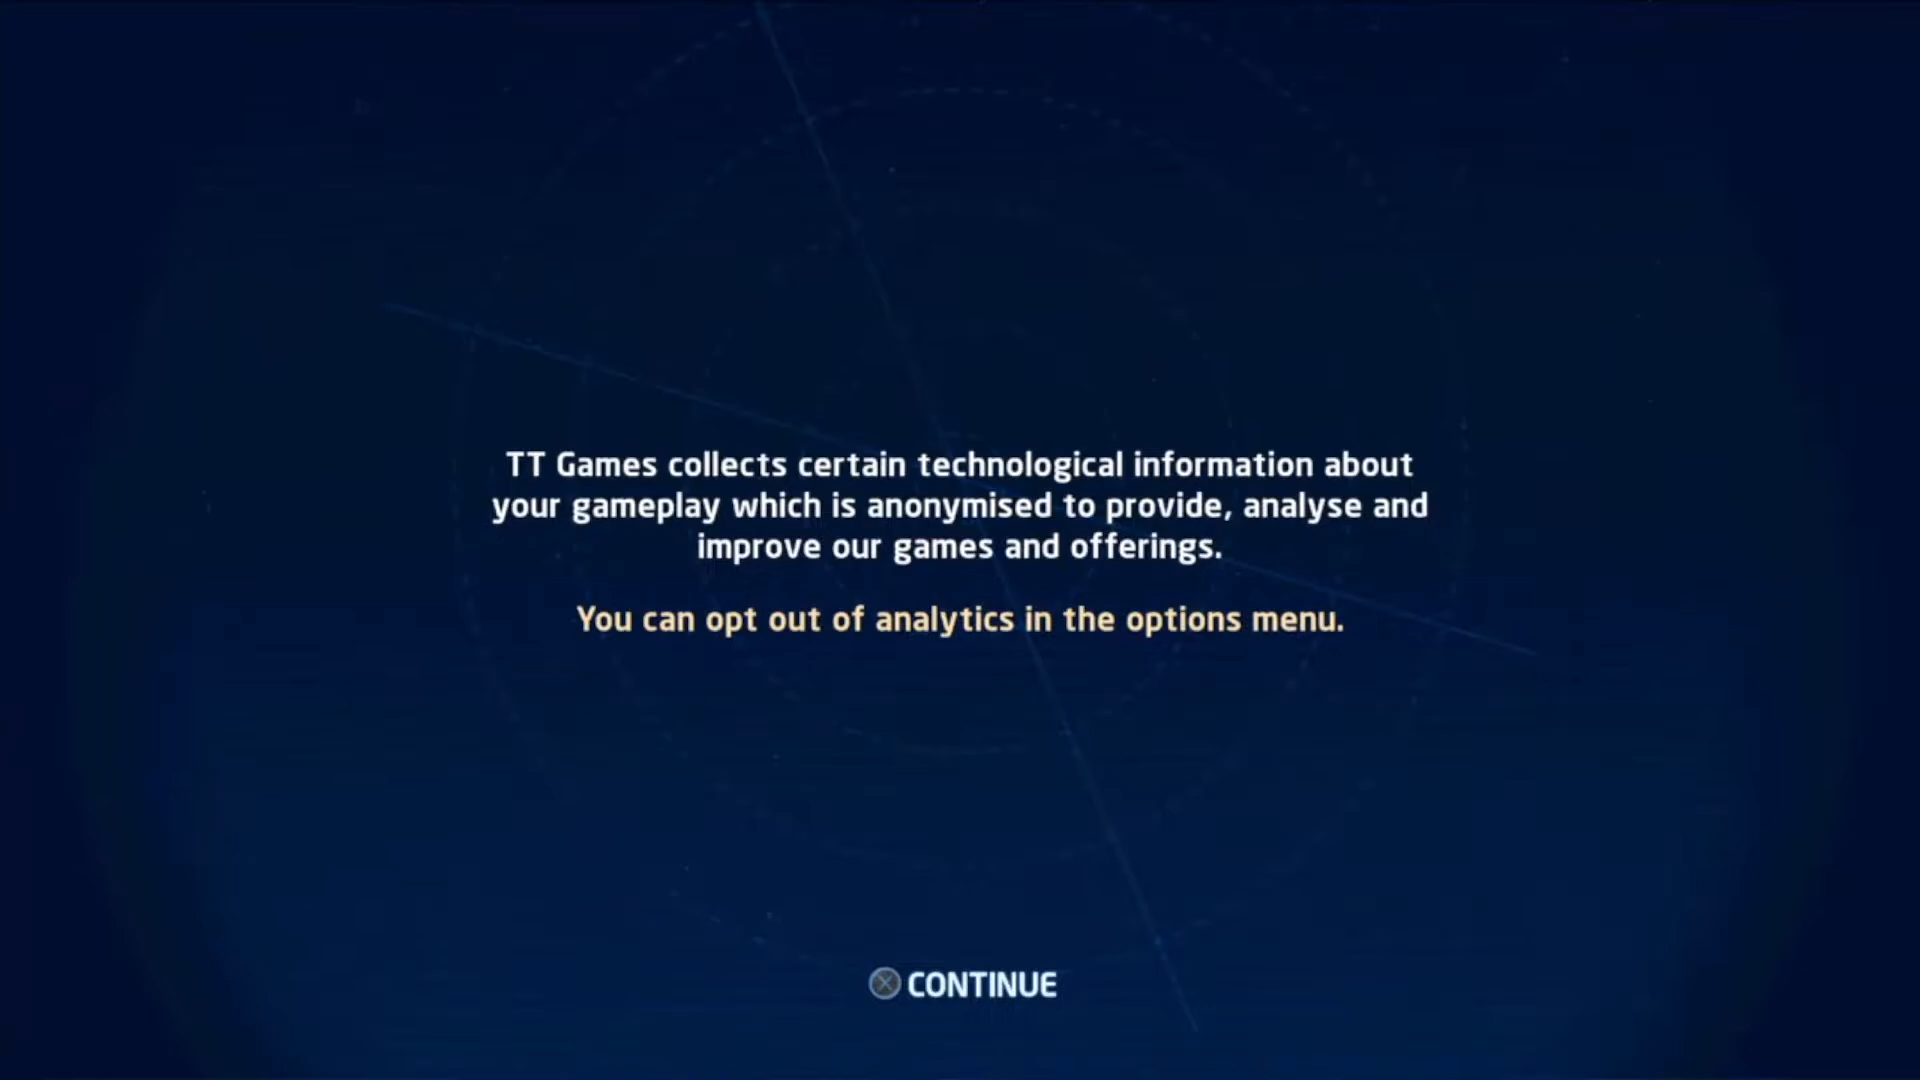 TT Games collects certain technological information about
your gameplay which is anonymised to provide, analyse and
improve our games and offerings.
You can opt out of analytics in the options menu.
CONTINUE